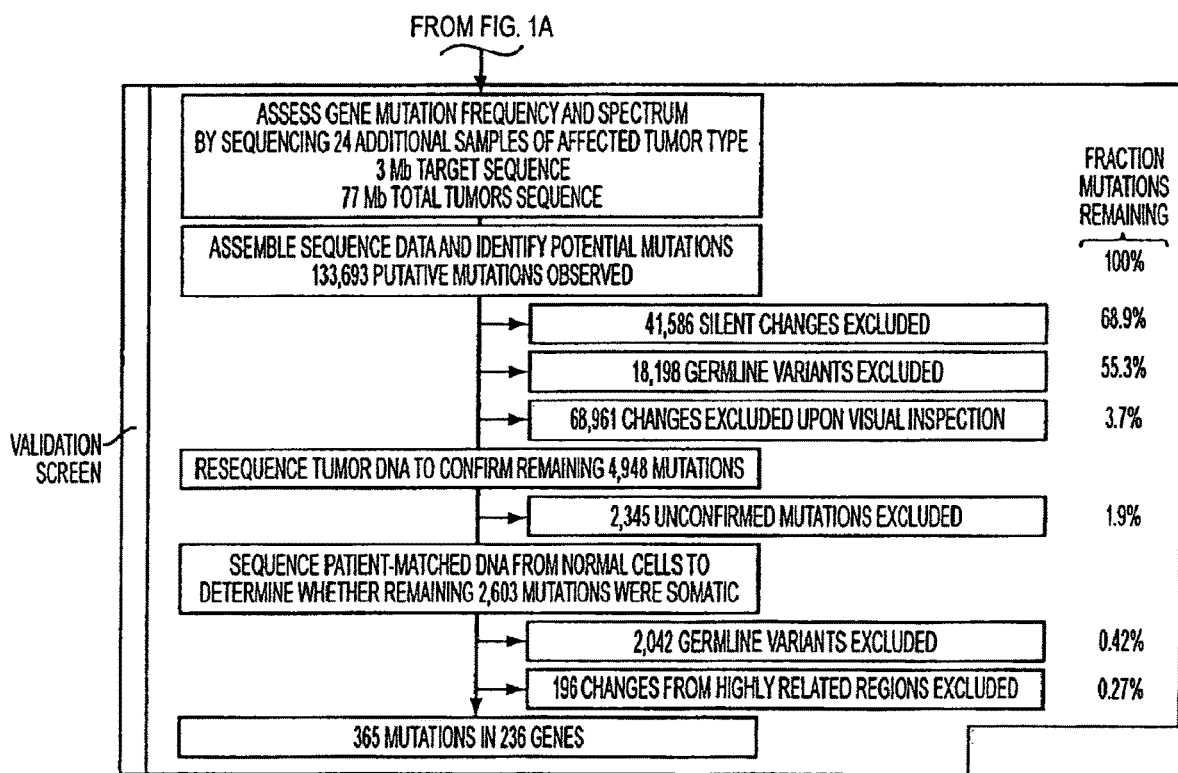 FROM FIG. 1A
ASSESS GENE MUTATION FREQUENCY AND SPECTRUM
BY SEQUENCING 24 ADDITIONAL SAMPLES OF AFFECTED TUMOR TYPE
3 Mb TARGET SEQUENCE
77 Mb TOTAL TUMORS SEQUENCE
FRACTION
MUTATIONS
REMAINING
ASSEMBLE SEQUENCE DATA AND IDENTIFY POTENTIAL MUTATIONS
133,693 PUTATIVE MUTATIONS OBSERVED
100%
41,586 SILENT CHANGES EXCLUDED
68.9%
18,198 GERMLINE VARIANTS EXCLUDED
55.3%
68,961 CHANGES EXCLUDED UPON VISUAL INSPECTION
3.7%
VALIDATION
SCREEN
RESEQUENCE TUMOR DNA TO CONFIRM REMAINING 4,948 MUTATIONS
2,345 UNCONFIRMED MUTATIONS EXCLUDED
1.9%
SEQUENCE PATIENT-MATCHED DNA FROM NORMAL CELLS TO
DETERMINE WHETHER REMAINING 2,603 MUTATIONS WERE SOMATIC
2,042 GERMLINE VARIANTS EXCLUDED
0.42%
196 CHANGES FROM HIGHLY RELATED REGIONS EXCLUDED
0.27%
365 MUTATIONS IN 236 GENES